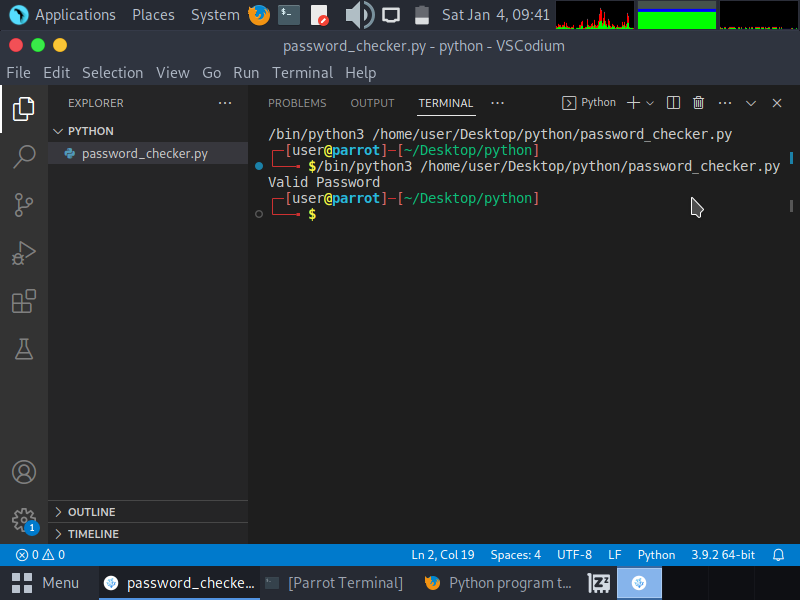 Applications Places System Sat Jan 4, 09:41
password_checker.py - python - VSCodium
File Edit Selection View Go Run Terminal Help
EXPLORER
PROBLEMS OUTPUT TERMINAL Python
PYTHON
password_checker.py
/bin/python3 /home/user/Desktop/python/password_checker.py
[user@parrot]─[~/Desktop/python]
$/bin/python3 /home/user/Desktop/python/password_checker.py
Valid Password
[user@parrot]─[~/Desktop/python]
$
OUTLINE
TIMELINE
1
0 0 Ln 2, Col 19 Spaces: 4 UTF-8 LF Python 3.9.2 64-bit
Menu password_checke... [Parrot Terminal] Python program t...